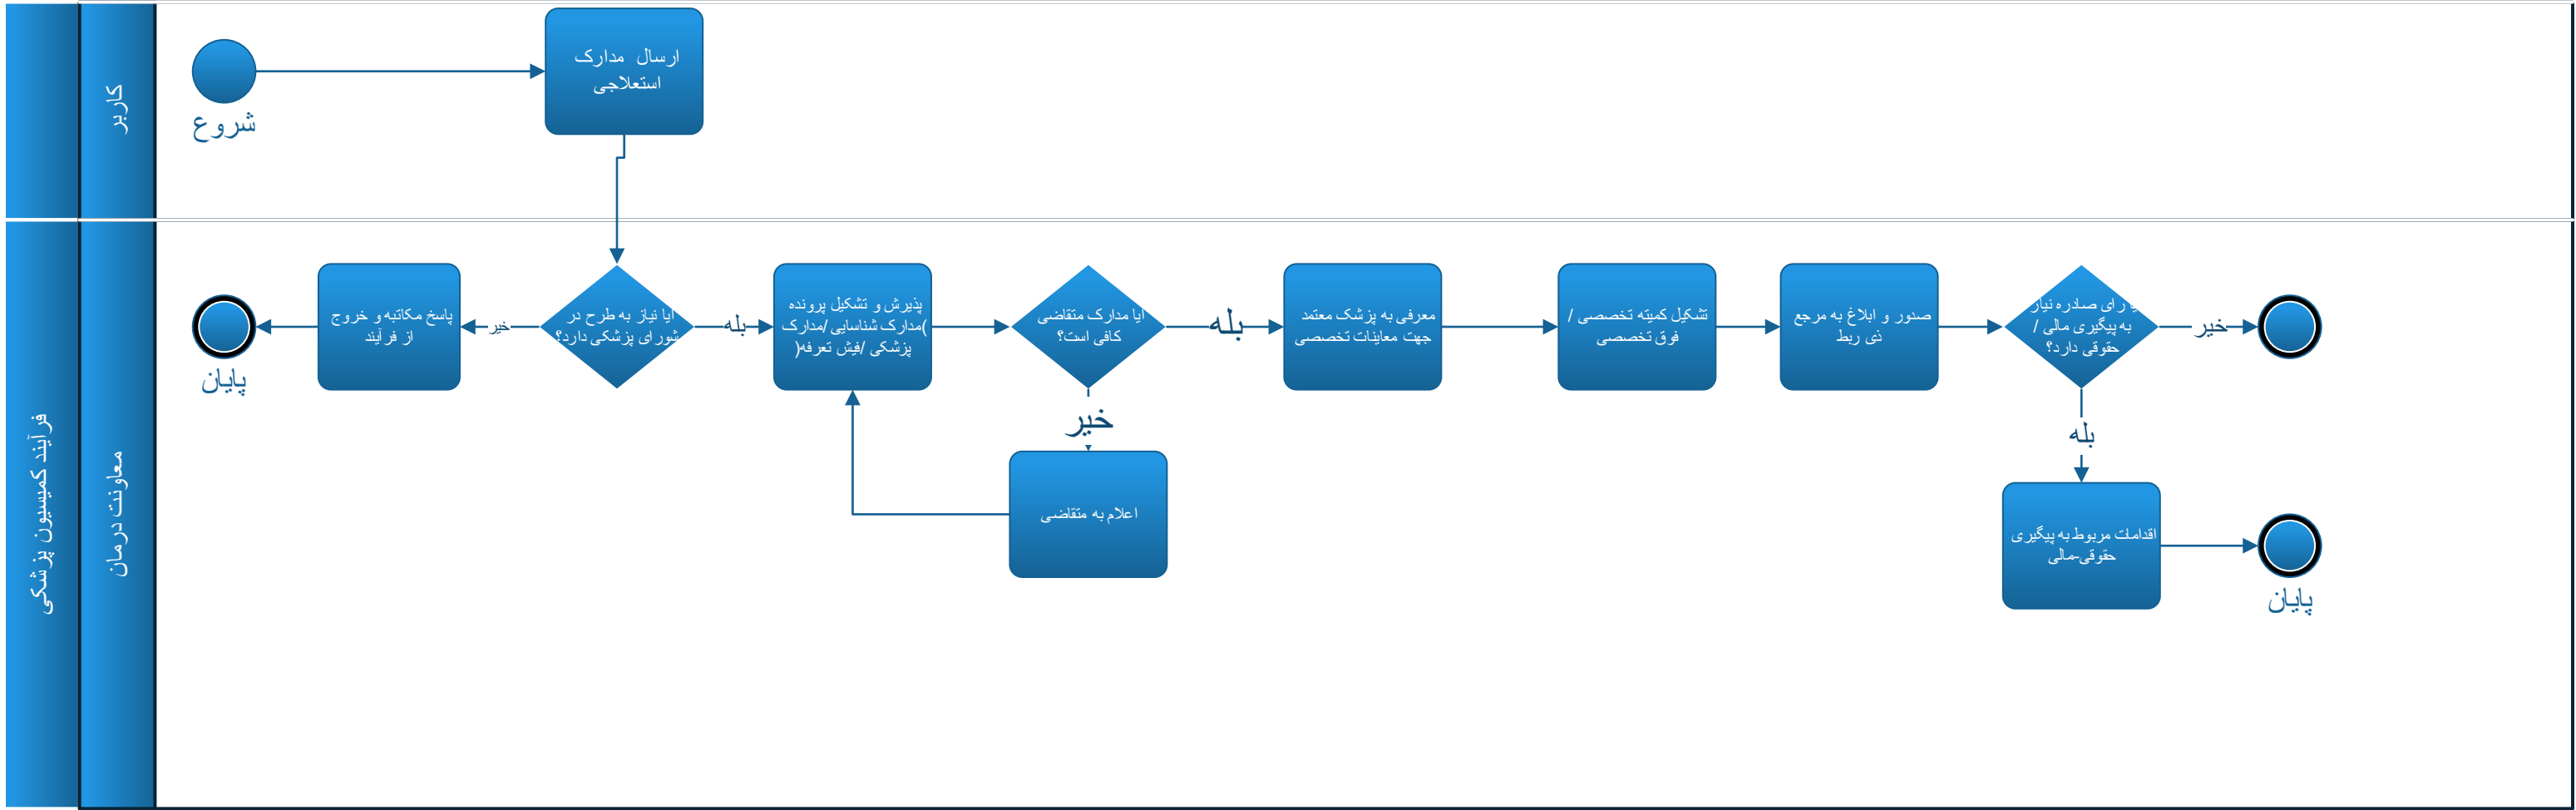 کاربر
شروع
ارسال مدارک
استعلاجی
فرآیند کمیسیون پزشکی
معاونت درمان
پایان
پاسخ مکاتبه و خروج
از فرآیند
خیر
آیا نیاز به طرح در
شورای پزشکی دارد؟
بله
پذیرش و تشکیل پرونده
)مدارک شناسایی /مدارک
پزشکی /فیش تعرفه(
ایا مدارک متقاضی
کافی است؟
بله
خیر
اعلام به متقاضی
معرفی به پزشک معتمد
جهت معاینات تخصصی
تشکیل کمیته تخصصی /
فوق تخصصی
صدور و ابلاغ به مرجع
ذی ربط
رای صادره نیاز
به پیگیری مالی /
حقوقی دارد؟
خیر
بله
اقدامات مربوط به پیگیری
حقوقی-مالی
پایان